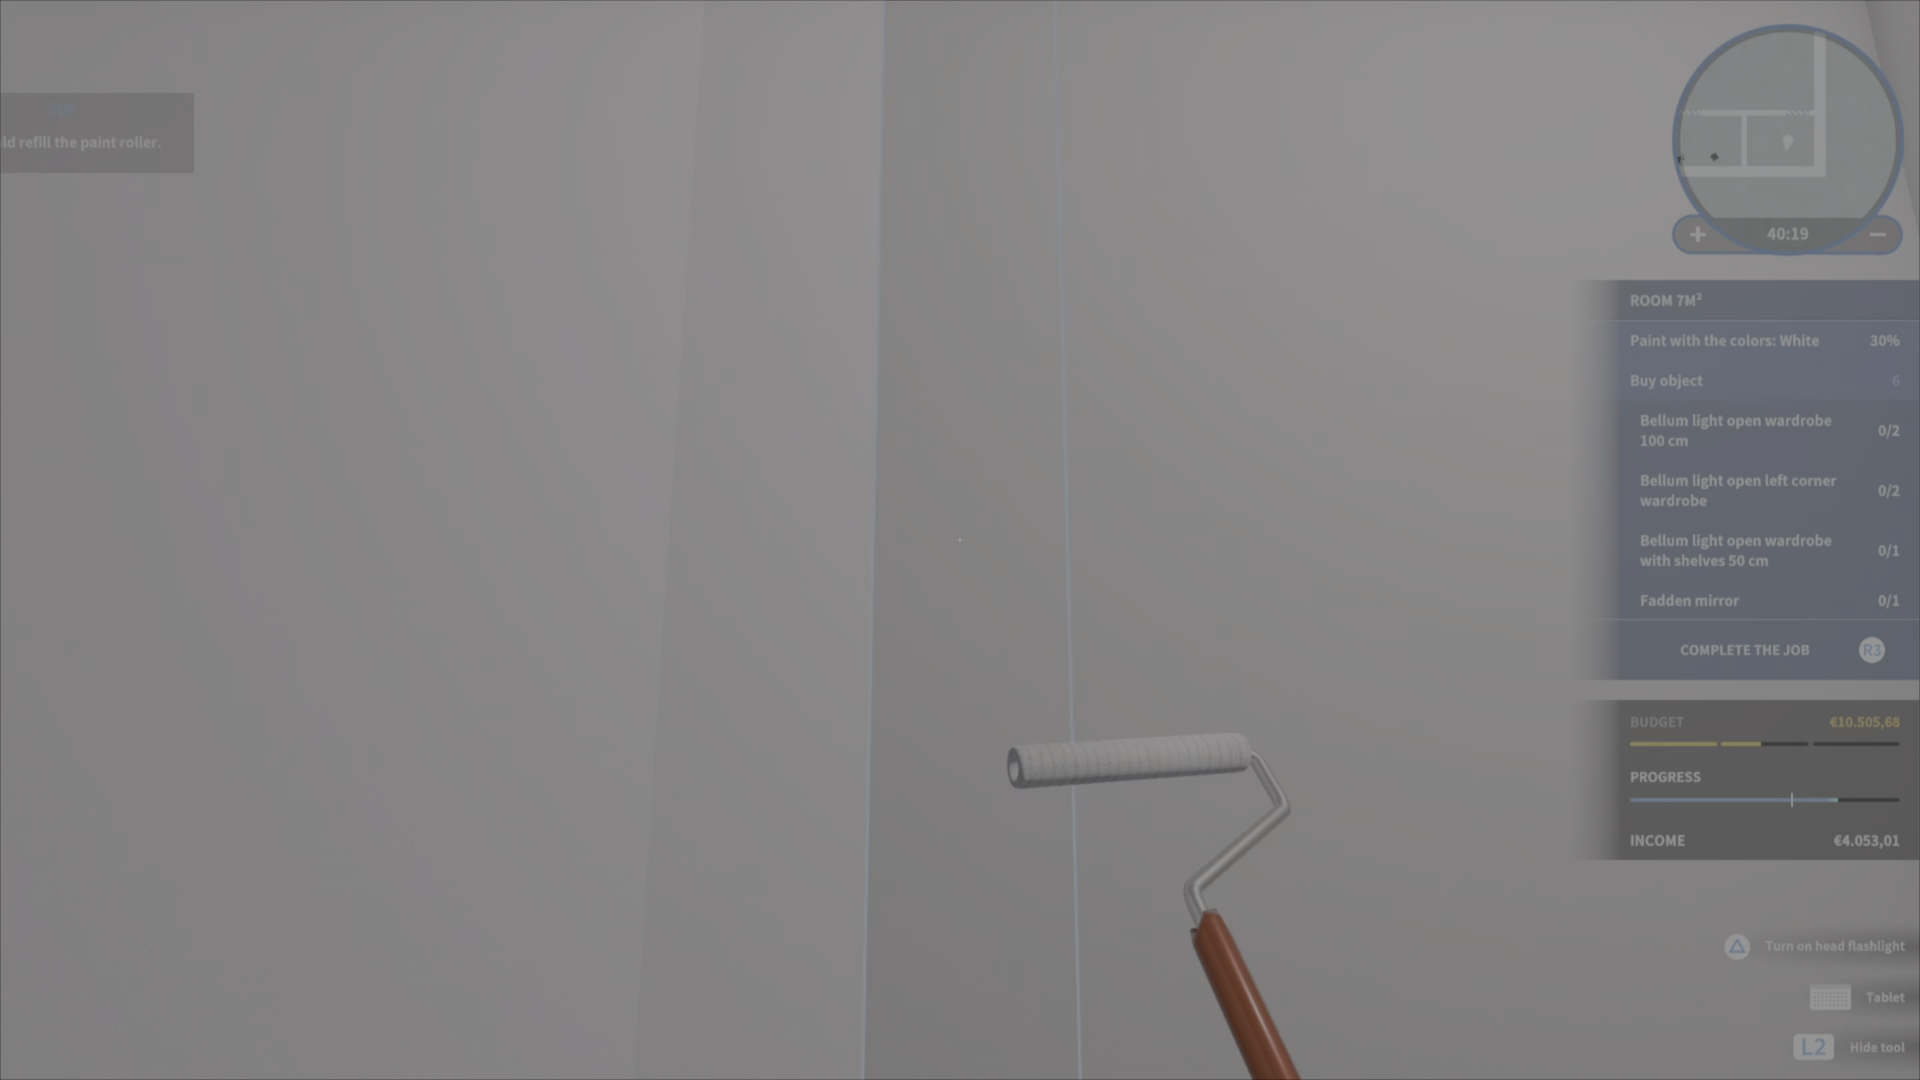 ld refill the paint roller.
40:19
ROOM 7M²
Paint with the colors: White 30%
Buy object 6
Bellum light open wardrobe
100 cm 0/2
Bellum light open left corner
wardrobe 0/2
Bellum light open wardrobe
with shelves 50 cm 0/1
Fadden mirror 0/1
COMPLETE THE JOB R3
BUDGET €10.505,68
PROGRESS
INCOME €4.053,01
Turn on head flashlight
Tablet
L2 Hide tool